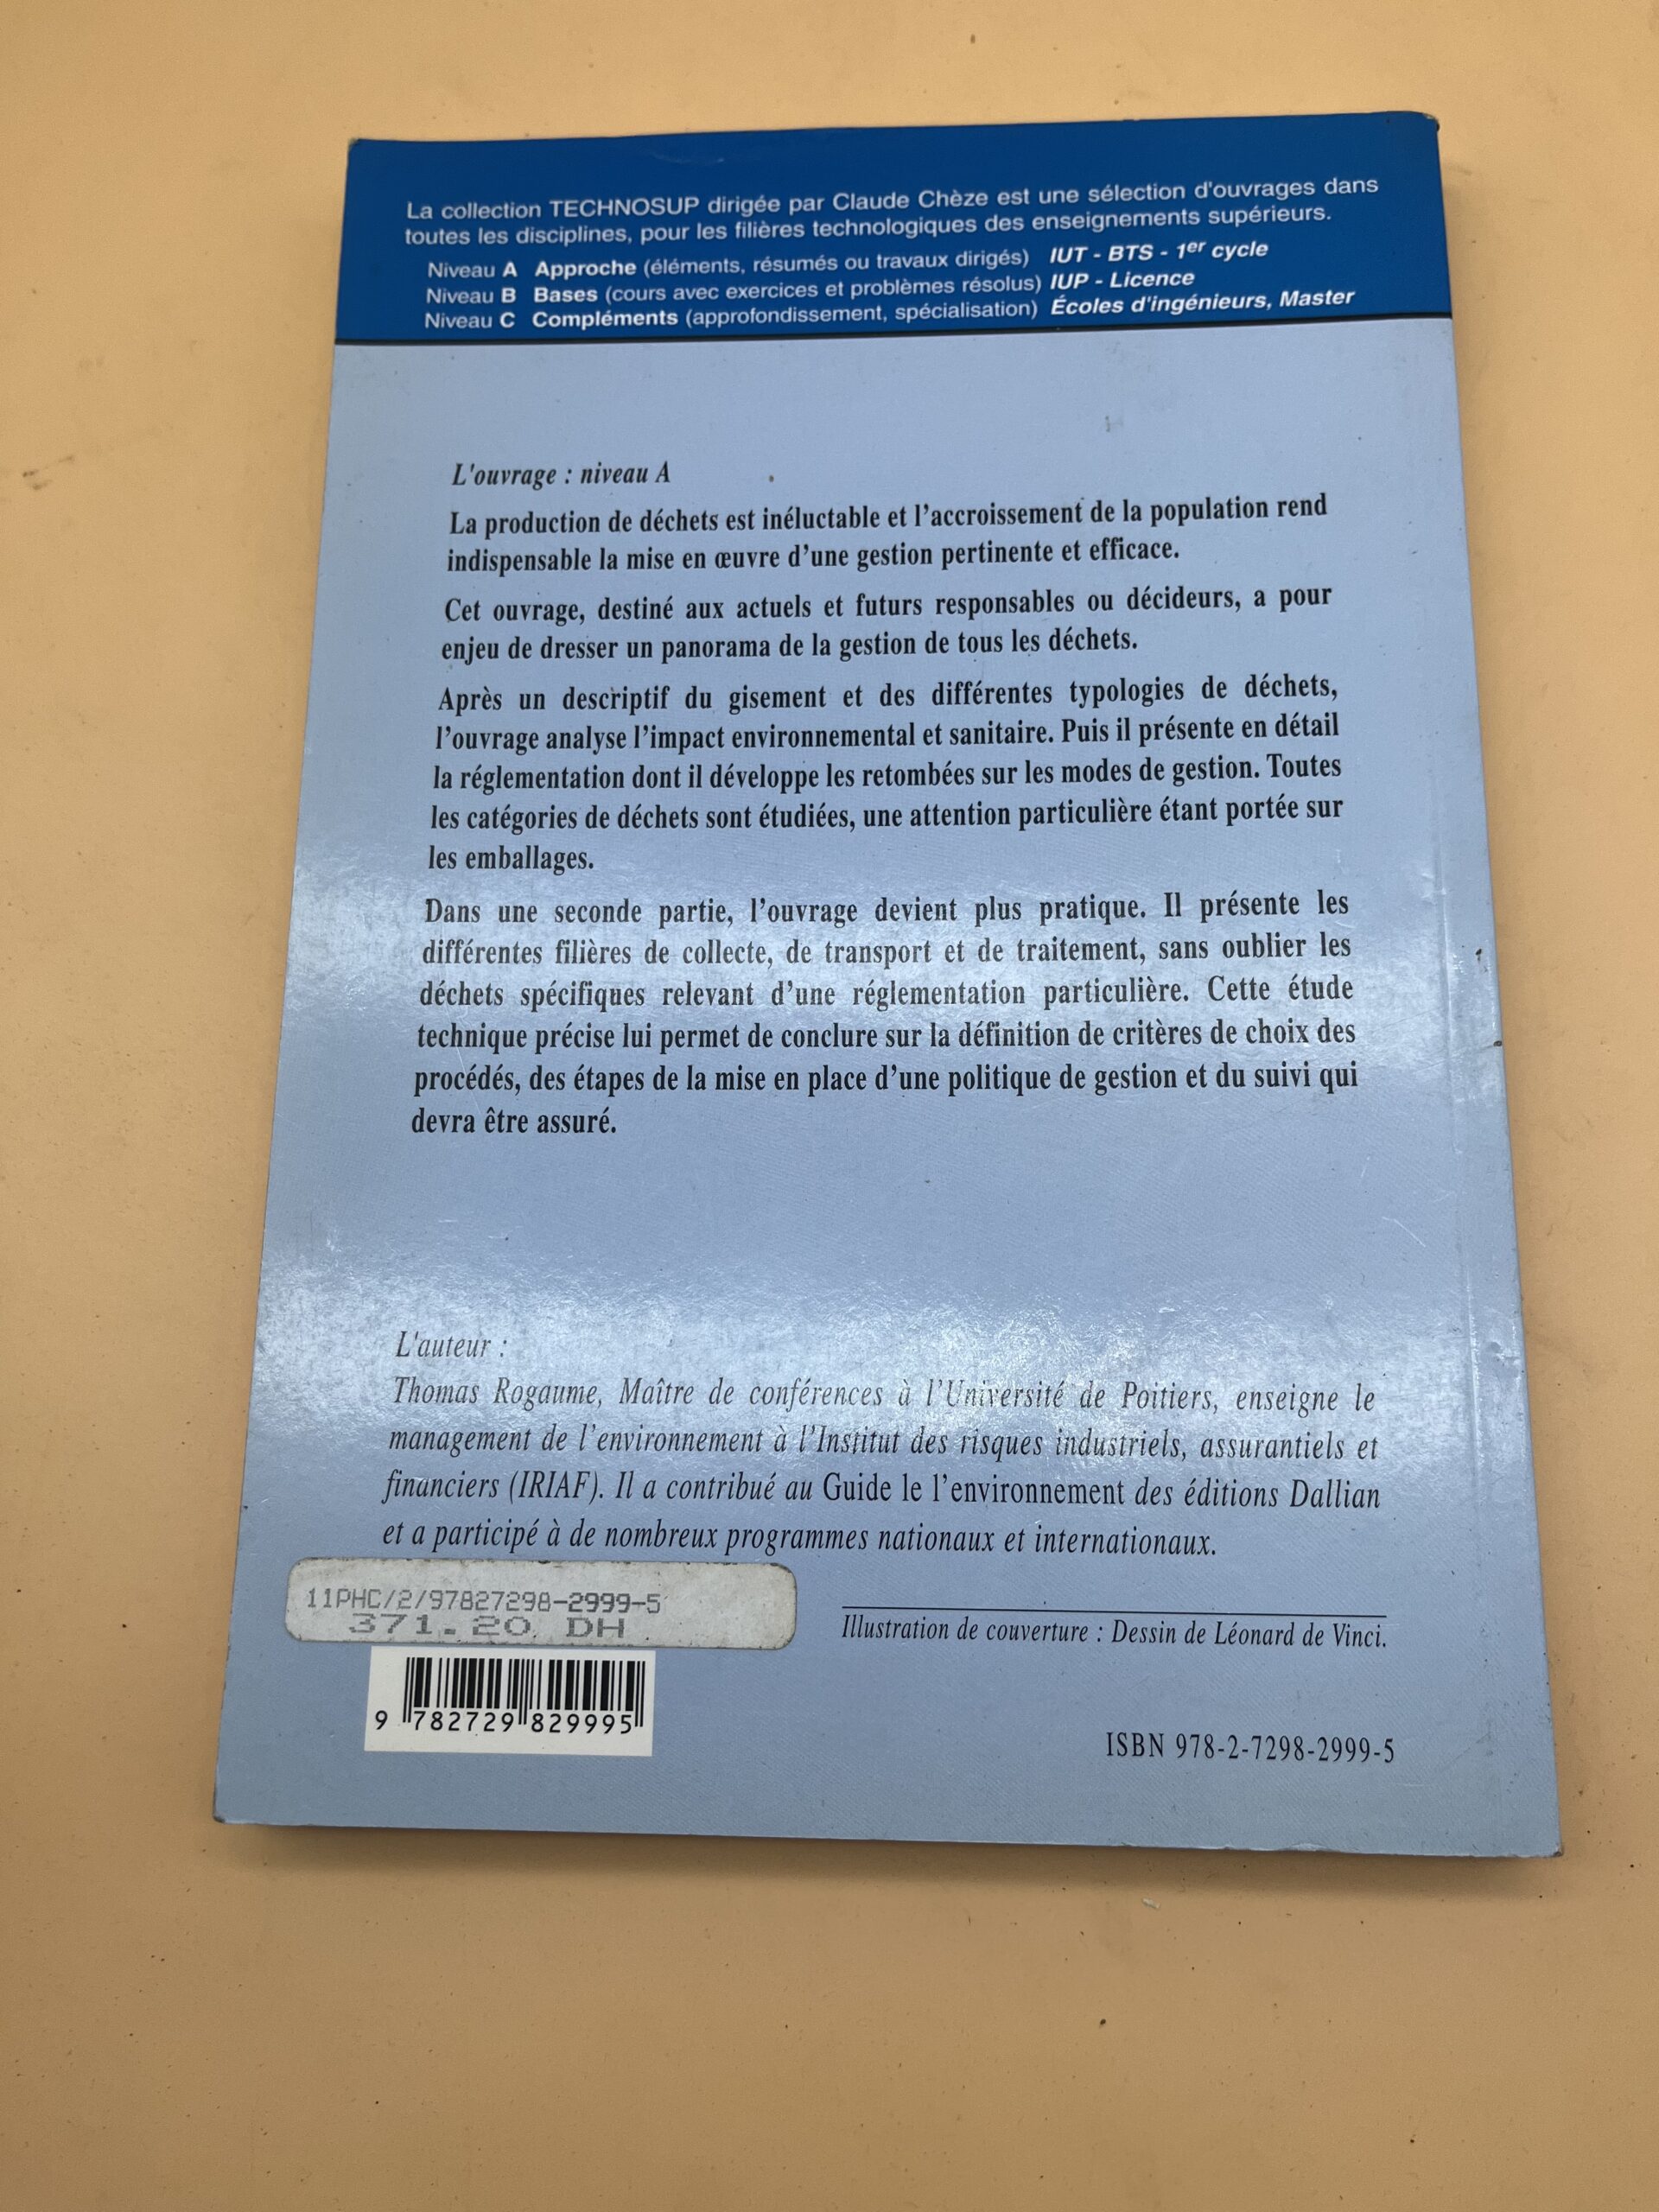 La collection TECHNOSUP dirigée par Claude Chèze est une sélection d'ouvrages dans
toutes les disciplines, pour les filières technologiques des enseignements supérieurs.
Niveau A Approche (éléments, résumés ou travaux dirigés) IUT - BTS - 1er cycle
Niveau B Bases (cours avec exercices et problèmes résolus) IUP - Licence
Niveau C Compléments (approfondissement, spécialisation) Écoles d'ingénieurs, Master
L'ouvrage : niveau A
La production de déchets est inéluctable et l'accroissement de la population rend
indispensable la mise en œuvre d'une gestion pertinente et efficace.
Cet ouvrage, destiné aux actuels et futurs responsables ou décideurs, a pour
enjeu de dresser un panorama de la gestion de tous les déchets.
Après un descriptif du gisement et des différentes typologies de déchets,
l'ouvrage analyse l'impact environnemental et sanitaire. Puis il présente en détail
la réglementation dont il développe les retombées sur les modes de gestion. Toutes
les catégories de déchets sont étudiées, une attention particulière étant portée sur
les emballages.
Dans une seconde partie, l'ouvrage devient plus pratique. Il présente les
différentes filières de collecte, de transport et de traitement, sans oublier les
déchets spécifiques relevant d'une réglementation particulière. Cette étude
technique précise lui permet de conclure sur la définition de critères de choix des
procédés, des étapes de la mise en place d'une politique de gestion et du suivi qui
devra être assuré.
L'auteur :
Thomas Rogaume, Maître de conférences à l'Université de Poitiers, enseigne le
management de l'environnement à l'Institut des risques industriels, assurantiels et
financiers (IRIAF). Il a contribué au Guide le l'environnement des éditions Dallian
et a participé à de nombreux programmes nationaux et internationaux.
11PHC/2/97827298-2999-5
371.20 DH
Illustration de couverture : Dessin de Léonard de Vinci.
9 782729 829995
ISBN 978-2-7298-2999-5